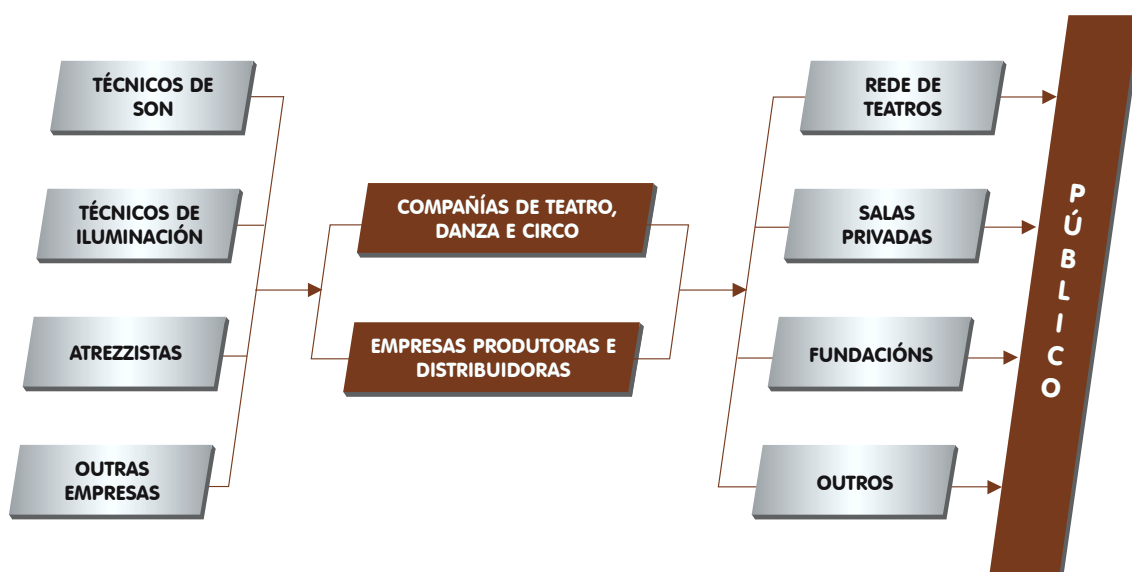 TÉCNICOS DE
SON
TÉCNICOS DE
ILUMINACIÓN
ATREZZISTAS
OUTRAS
EMPRESAS
COMPAÑÍAS DE TEATRO,
DANZA E CIRCO
EMPRESAS PRODUTORAS E
DISTRIBUIDORAS
REDE DE
TEATROS
SALAS
PRIVADAS
FUNDACIÓNS
OUTROS
PÚBLICO